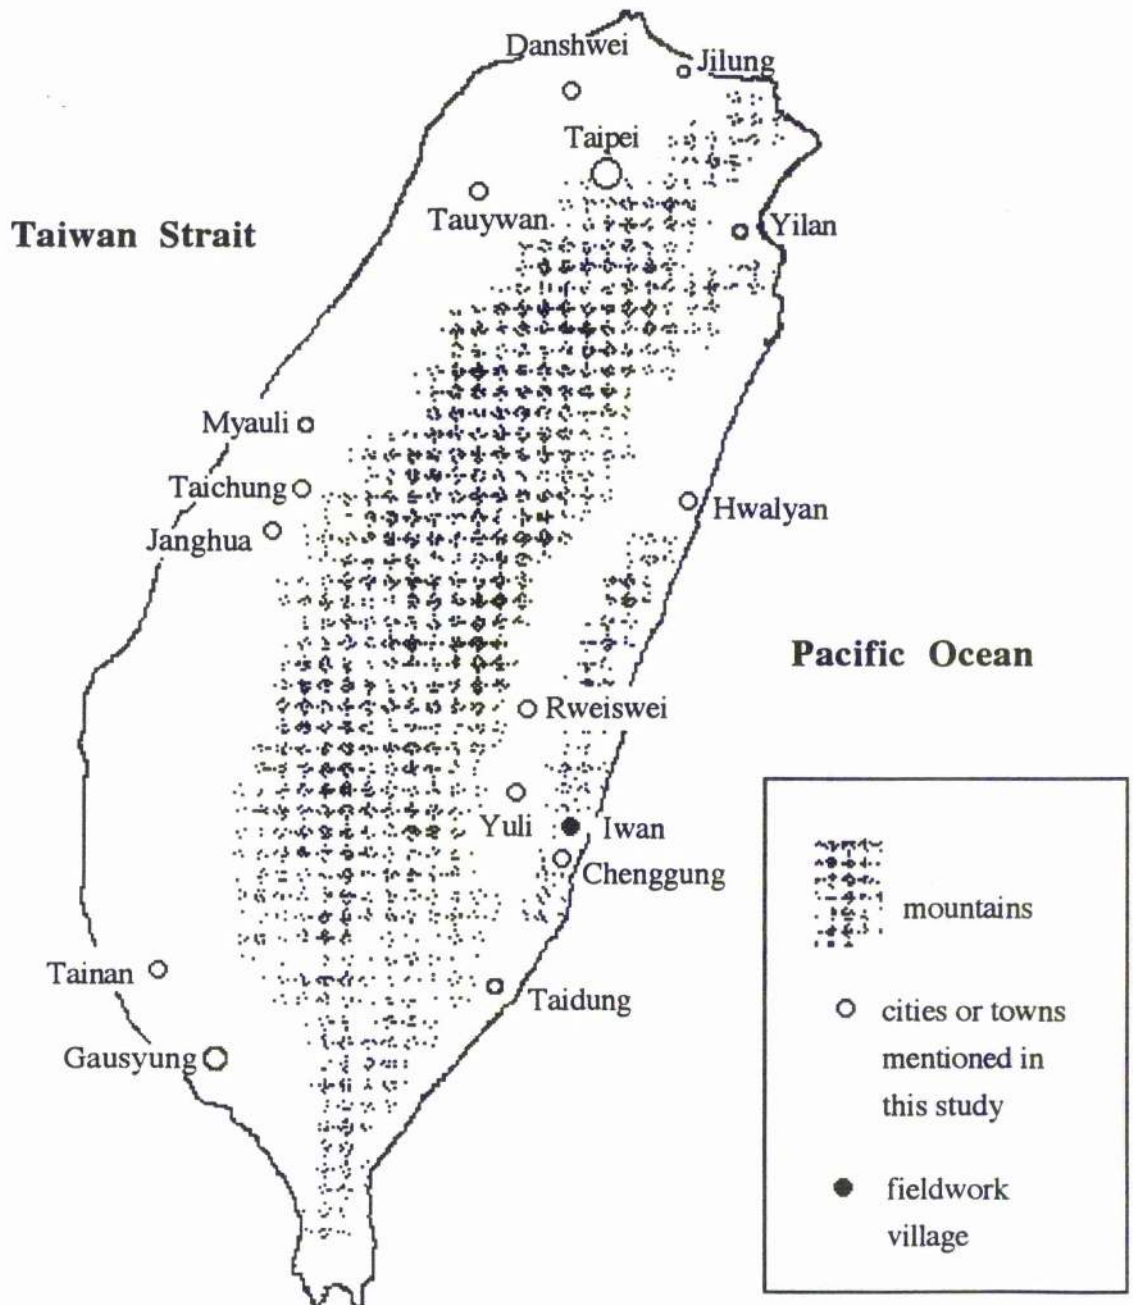 Danshwei
Jilung
Taipei
Tauywan
Yilan
Taiwan Strait
Myauli
Taichung
Hwalyan
Janghua
Pacific Ocean
Rweiswei
Yuli
Iwan
Chenggung
mountains
Tainan
Taidung
cities or towns
mentioned in
this study
Gausyung
fieldwork
village